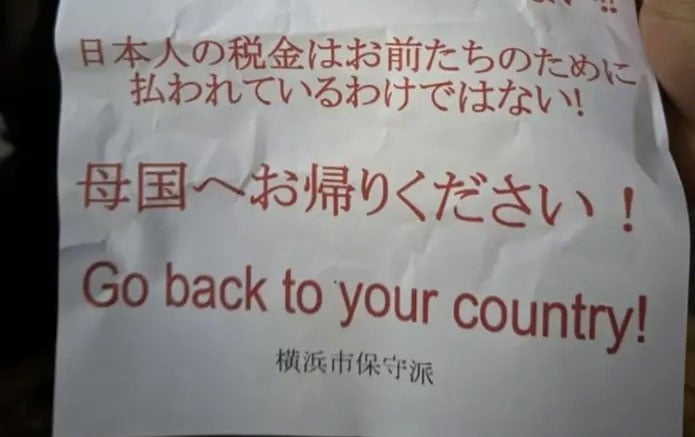 日本人の税金はお前たちのために
払われているわけではない!
母国へお帰りください！
Go back to your country!
横浜市保守派